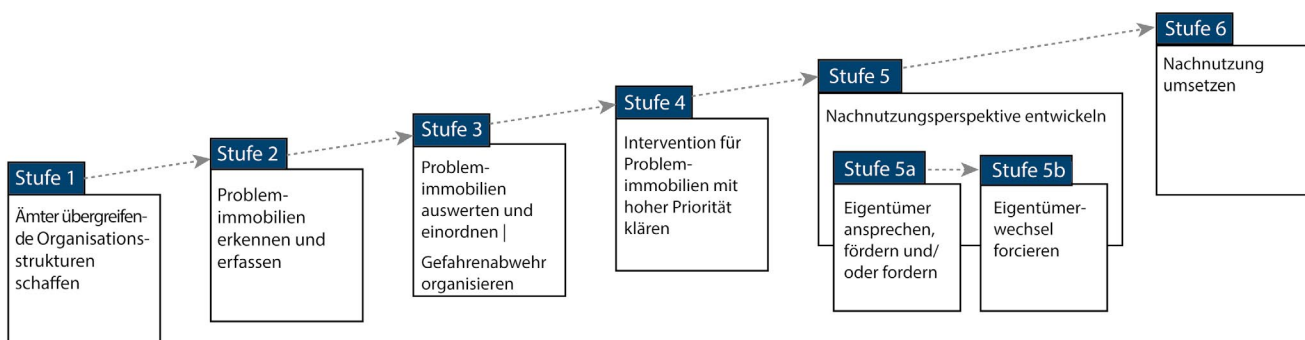 Stufe 1
Ämter übergreifen-
de Organisations-
strukturen
schaffen
Stufe 2
Problem-
immobilien
erkennen und
erfassen
Stufe 3
Problem-
immobilien
auswerten und
einordnen |
Gefahrenabwehr
organisieren
Stufe 4
Intervention für
Problem-
immobilien mit
hoher Priorität
klären
Stufe 5
Nachnutzungsperspektive entwickeln
Stufe 5a
Eigentümer
ansprechen,
fördern und/
oder fordern
Stufe 5b
Eigentümer-
wechsel
forcieren
Stufe 6
Nachnutzung
umsetzen